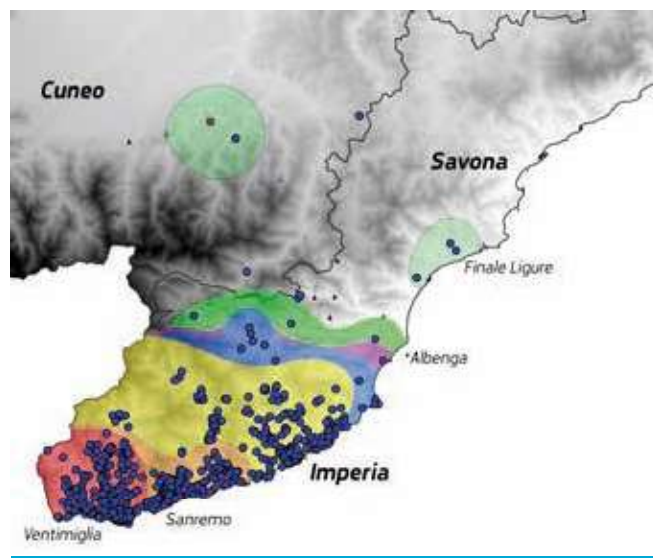 Cuneo
Savona
Finale Ligure
Albenga
Imperia
Sanremo
Ventimiglia